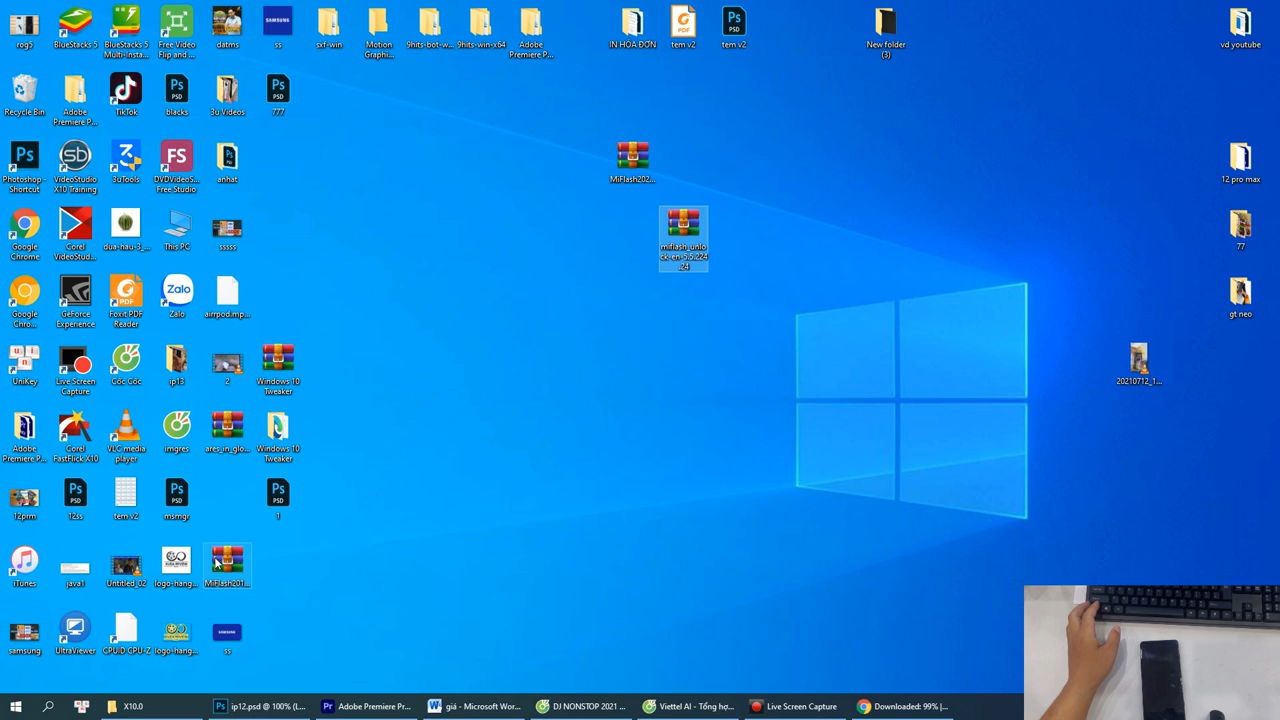 rog5
BlueStacks 5
BlueStacks 5
Multi-Insta...
Free Video
Flip and ...
datms
ss
sxf-win
Motion
Graphi...
9hits-bot-w...
9hits-win-x64
Adobe
Premiere P...
IN HÓA ĐƠN
tem v2
tem v2
New folder
(3)
vd youtube
Recycle Bin
Adobe
Premiere P...
TikTok
blacks
3u Videos
777
Photoshop -
Shortcut
VideoStudio
X10 Training
3uTools
DVDVideoS...
Free Studio
anhat
MiFlash202...
12 pro max
Google
Chrome
Corel
VideoStud...
dua-hau-3_...
This PC
sssss
miflash_unlo
ck-en-5.5.224
.24
77
Google
Chro...
GeForce
Experience
Foxit PDF
Reader
Zalo
airrpod.mp...
gt neo
UniKey
Live Screen
Capture
Cốc Cốc
ip13
2
Windows 10
Tweaker
20210712_1...
Adobe
Premiere P...
Corel
FastFlick X10
VLC media
player
imgres
ares_in_glo...
Windows 10
Tweaker
12prm
12ss
tem v2
msmgr
1
iTunes
java1
Untitled_02
logo-hang...
MiFlash201...
samsung
UltraViewer
CPUID CPU-Z
logo-hang...
ss
X10.0
ip12.psd @ 100% (L...
Adobe Premiere Pr...
giá - Microsoft Wor...
DJ NONSTOP 2021 ...
Viettel AI - Tổng hợ...
Live Screen Capture
Downloaded: 99% |...